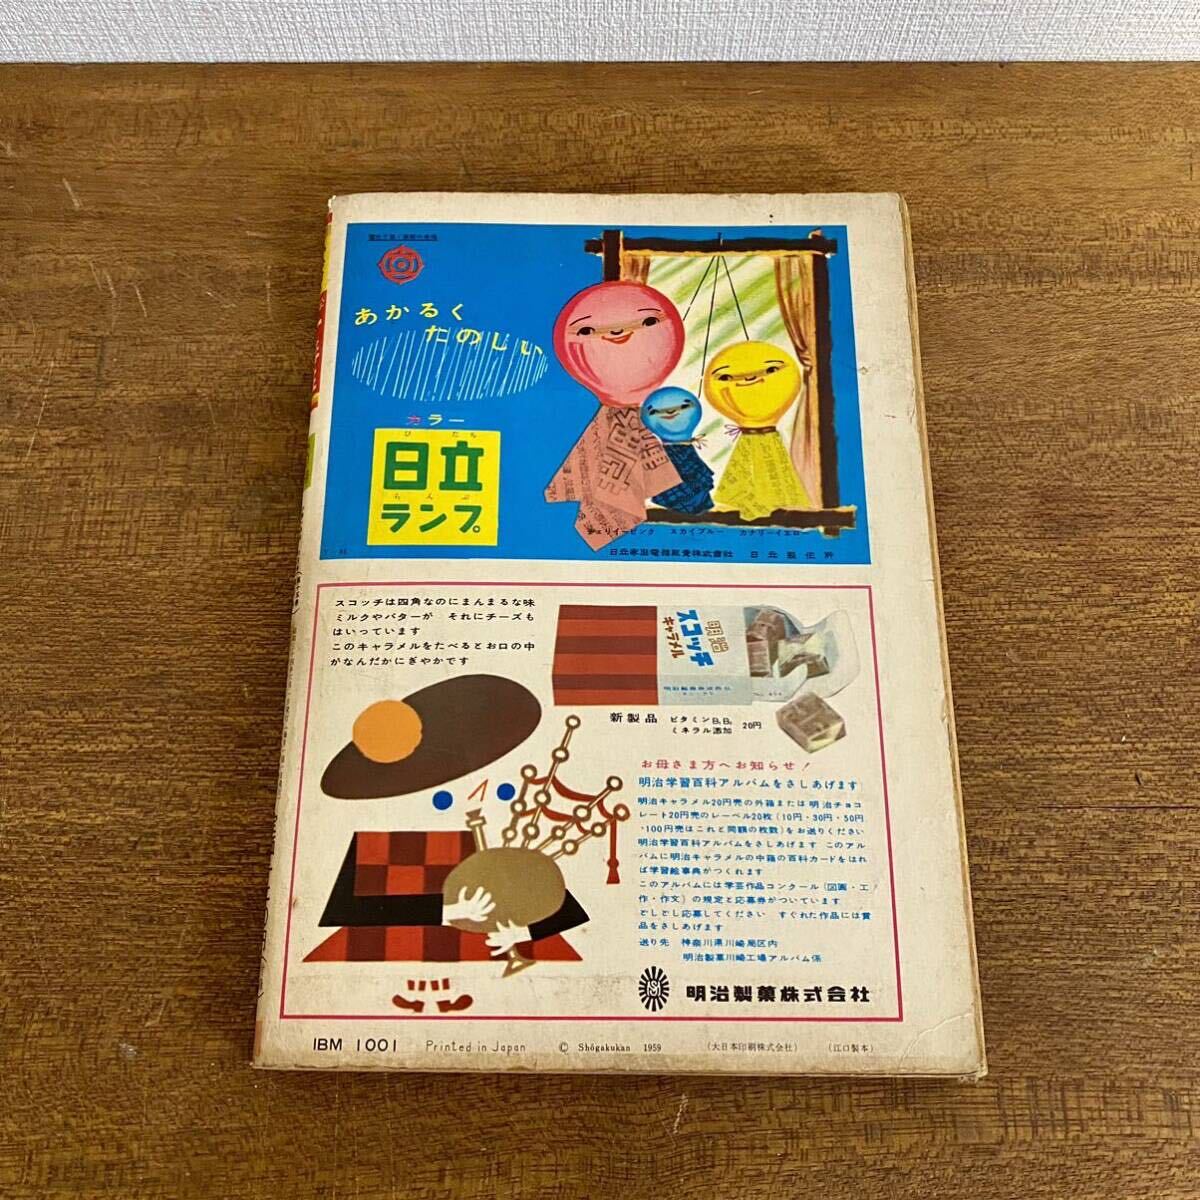 あかるく
たのしい
カラー
ひたち
日立
らんぷ
ランプ
チェリーピンク スカイブルー カナリーイエロー
日立家庭電器販賣株式會社 日立製作所
スコッチは四角なのにまんまるな味
ミルクやバターが それにチーズも
はいっています
このキャラメルをたべるとお口の中
がなんだかにぎやかです
明治
スコッチ
キャラメル
明治製菓株式会社
新製品 ビタミンB₁B₂
ミネラル添加 20円
お母さま方へお知らせ!
明治学習百科アルバムをさしあげます
明治キャラメル20円売の外箱または 明治チョコ
レート20円売のレーベル20枚(10円・30円・50円
・100円売はこれと同額の枚数)をお送りください
明治学習百科アルバムをさしあげます このアル
バムに明治キャラメルの中箱の百科カードをはれ
ば学習絵事典がつくれます
このアルバムには学芸作品コンクール(図画・工
作・作文)の規定と応募券がついています
どしどし応募してください すぐれた作品には賞
品をさしあげます
送り先 神奈川県川崎局区内
明治製菓川崎工場アルバム係
明治製菓株式会社
IBM 1001 Printed in Japan © Shōgakukan 1959 (大日本印刷株式会社) (江口製本)